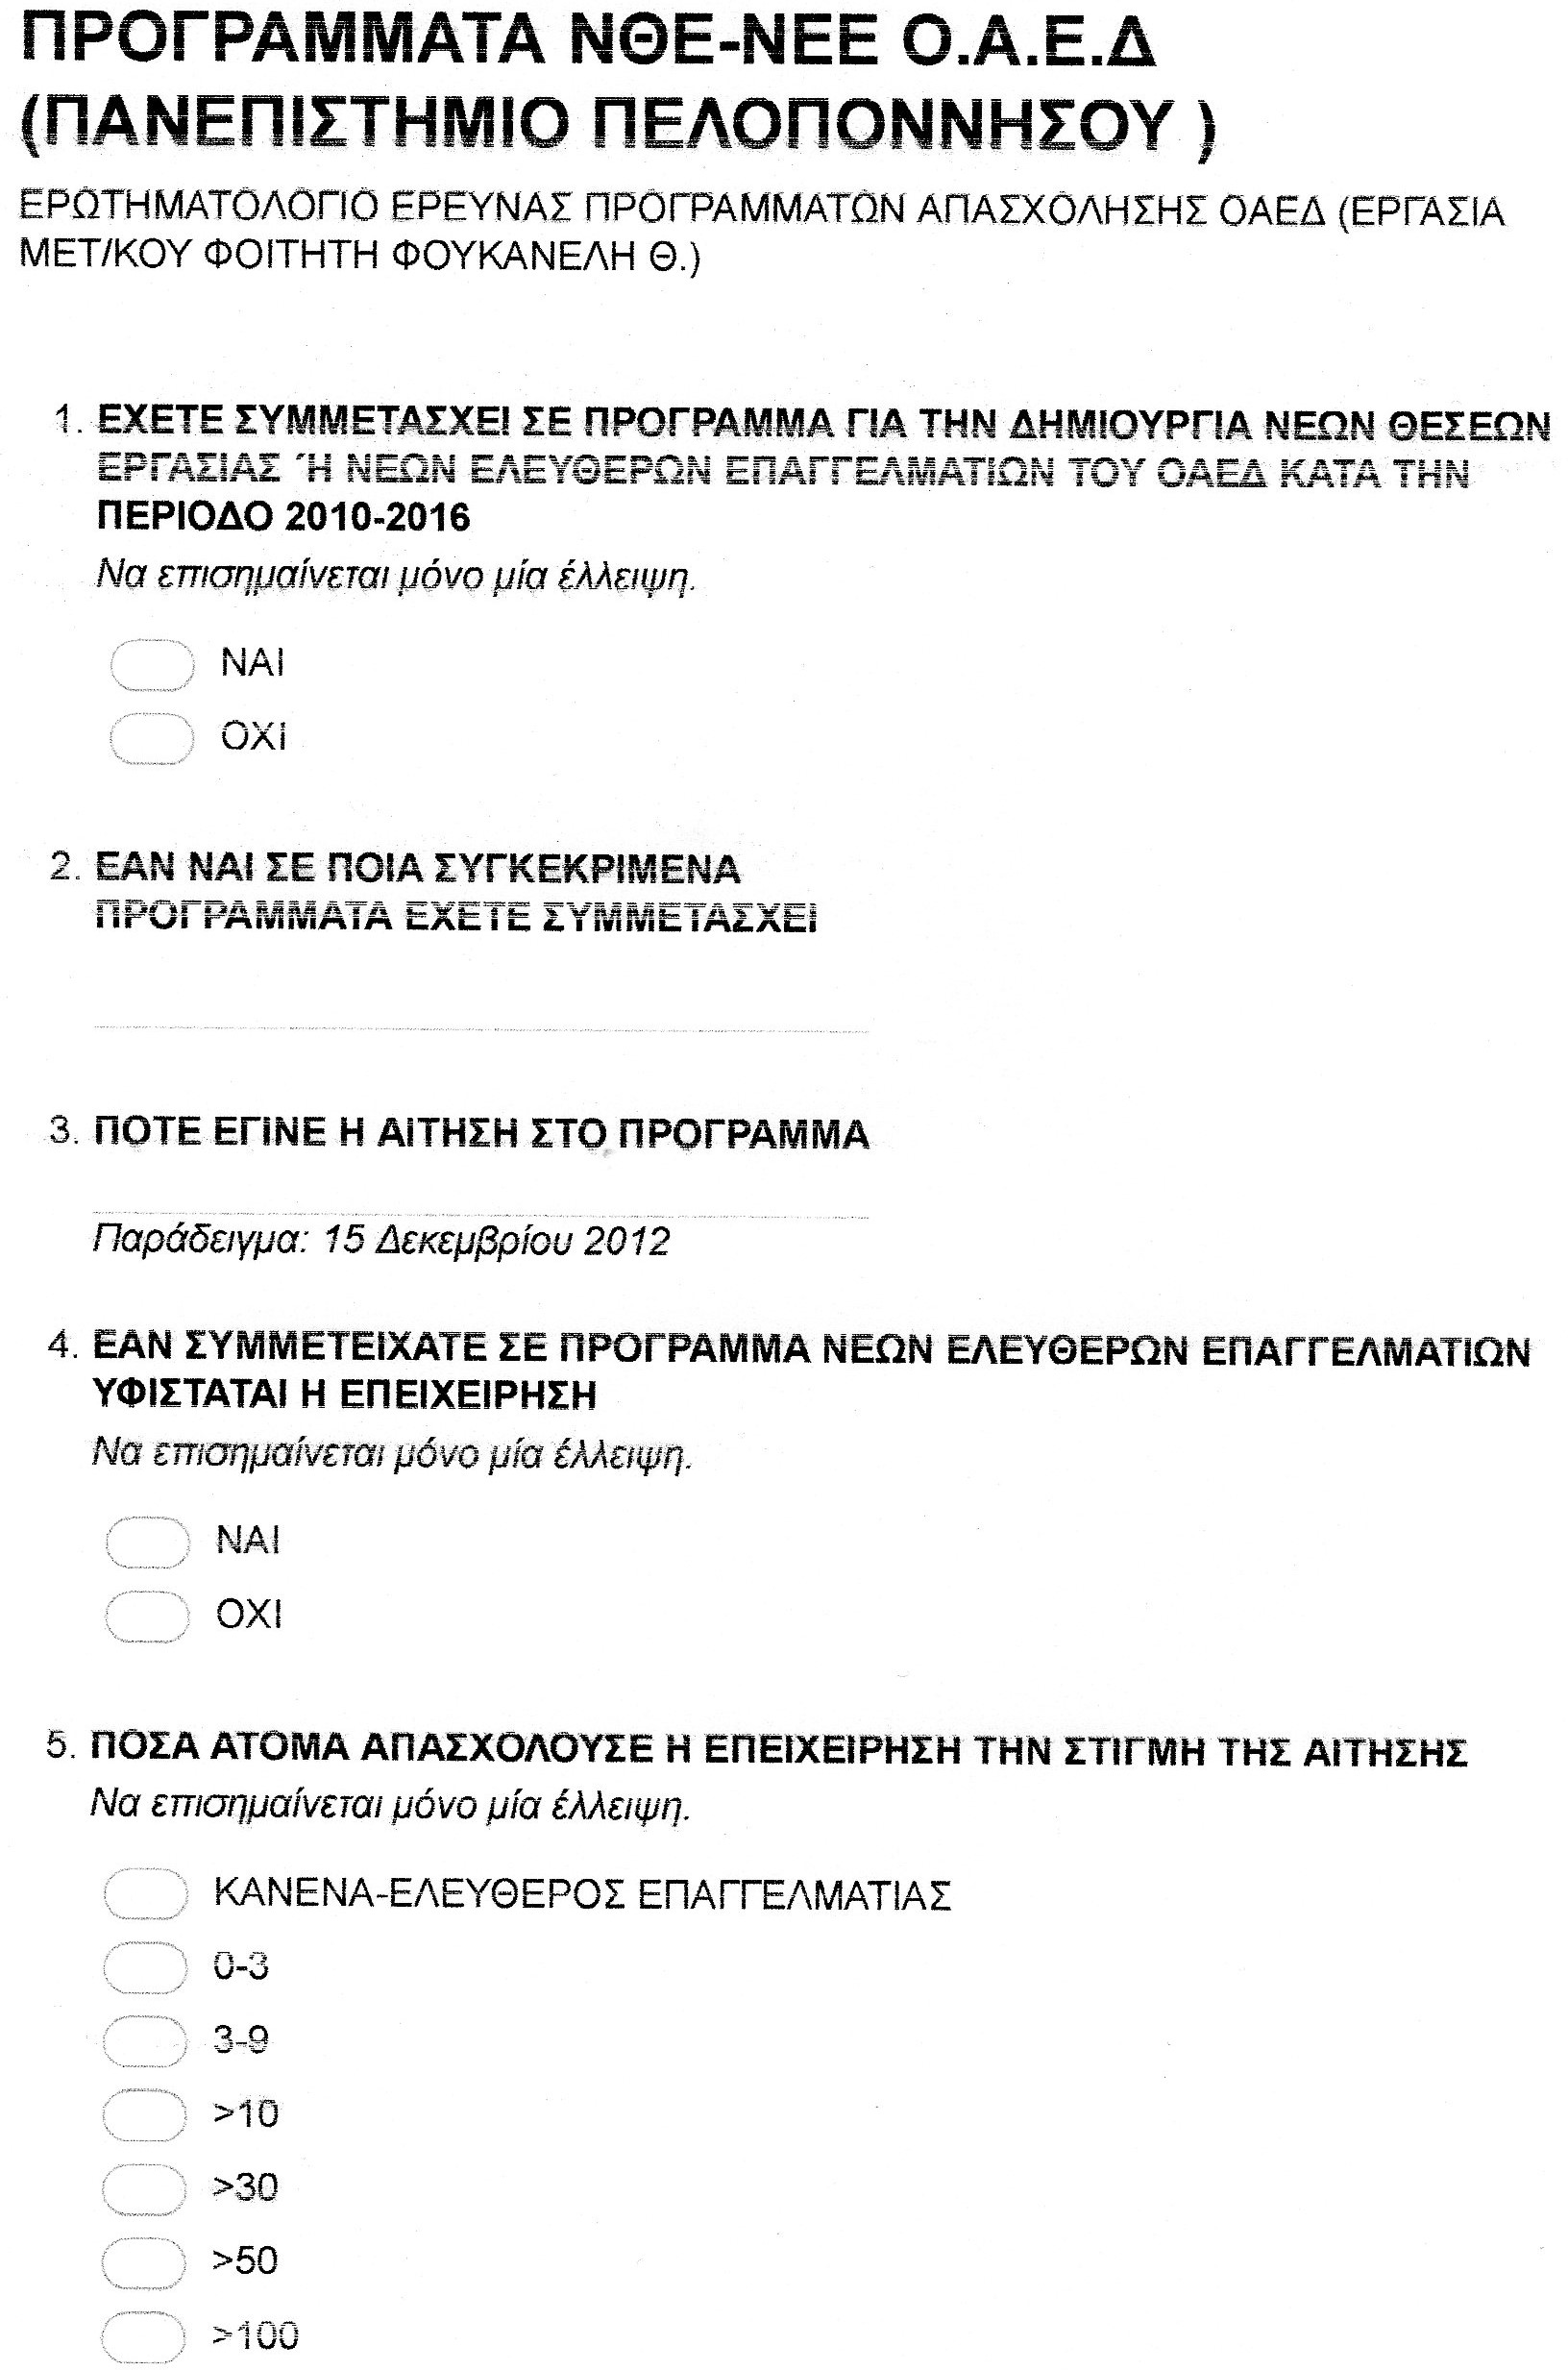 ΠΡΟΓΡΑΜΜΑΤΑ ΝΘΕ-ΝΕΕ Ο.Α.Ε.Δ
(ΠΑΝΕΠΙΣΤΗΜΙΟ ΠΕΛΟΠΟΝΝΗΣΟΥ )
ΕΡΩΤΗΜΑΤΟΛΟΓΙΟ ΕΡΕΥΝΑΣ ΠΡΟΓΡΑΜΜΑΤΩΝ ΑΠΑΣΧΟΛΗΣΗΣ ΟΑΕΔ (ΕΡΓΑΣΙΑ
ΜΕΤ/ΚΟΥ ΦΟΙΤΗΤΗ ΦΟΥΚΑΝΕΛΗ Θ.)
1. ΕΧΕΤΕ ΣΥΜΜΕΤΑΣΧΕΙ ΣΕ ΠΡΟΓΡΑΜΜΑ ΓΙΑ ΤΗΝ ΔΗΜΙΟΥΡΓΙΑ ΝΕΩΝ ΘΕΣΕΩΝ
ΕΡΓΑΣΙΑΣ Ή ΝΕΩΝ ΕΛΕΥΘΕΡΩΝ ΕΠΑΓΓΕΛΜΑΤΙΩΝ ΤΟΥ ΟΑΕΔ ΚΑΤΑ ΤΗΝ
ΠΕΡΙΟΔΟ 2010-2016
Να επισημαίνεται μόνο μία έλλειψη.
ΝΑΙ
ΟΧΙ
2. ΕΑΝ ΝΑΙ ΣΕ ΠΟΙΑ ΣΥΓΚΕΚΡΙΜΕΝΑ
ΠΡΟΓΡΑΜΜΑΤΑ ΕΧΕΤΕ ΣΥΜΜΕΤΑΣΧΕΙ
3. ΠΟΤΕ ΕΓΙΝΕ Η ΑΙΤΗΣΗ ΣΤΟ ΠΡΟΓΡΑΜΜΑ
Παράδειγμα: 15 Δεκεμβρίου 2012
4. ΕΑΝ ΣΥΜΜΕΤΕΙΧΑΤΕ ΣΕ ΠΡΟΓΡΑΜΜΑ ΝΕΩΝ ΕΛΕΥΘΕΡΩΝ ΕΠΑΓΓΕΛΜΑΤΙΩΝ
ΥΦΙΣΤΑΤΑΙ Η ΕΠΕΙΧΕΙΡΗΣΗ
Να επισημαίνεται μόνο μία έλλειψη.
ΝΑΙ
ΟΧΙ
5. ΠΟΣΑ ΑΤΟΜΑ ΑΠΑΣΧΟΛΟΥΣΕ Η ΕΠΕΙΧΕΙΡΗΣΗ ΤΗΝ ΣΤΙΓΜΗ ΤΗΣ ΑΙΤΗΣΗΣ
Να επισημαίνεται μόνο μία έλλειψη.
ΚΑΝΕΝΑ-ΕΛΕΥΘΕΡΟΣ ΕΠΑΓΓΕΛΜΑΤΙΑΣ
0-3
3-9
>10
>30
>50
>100